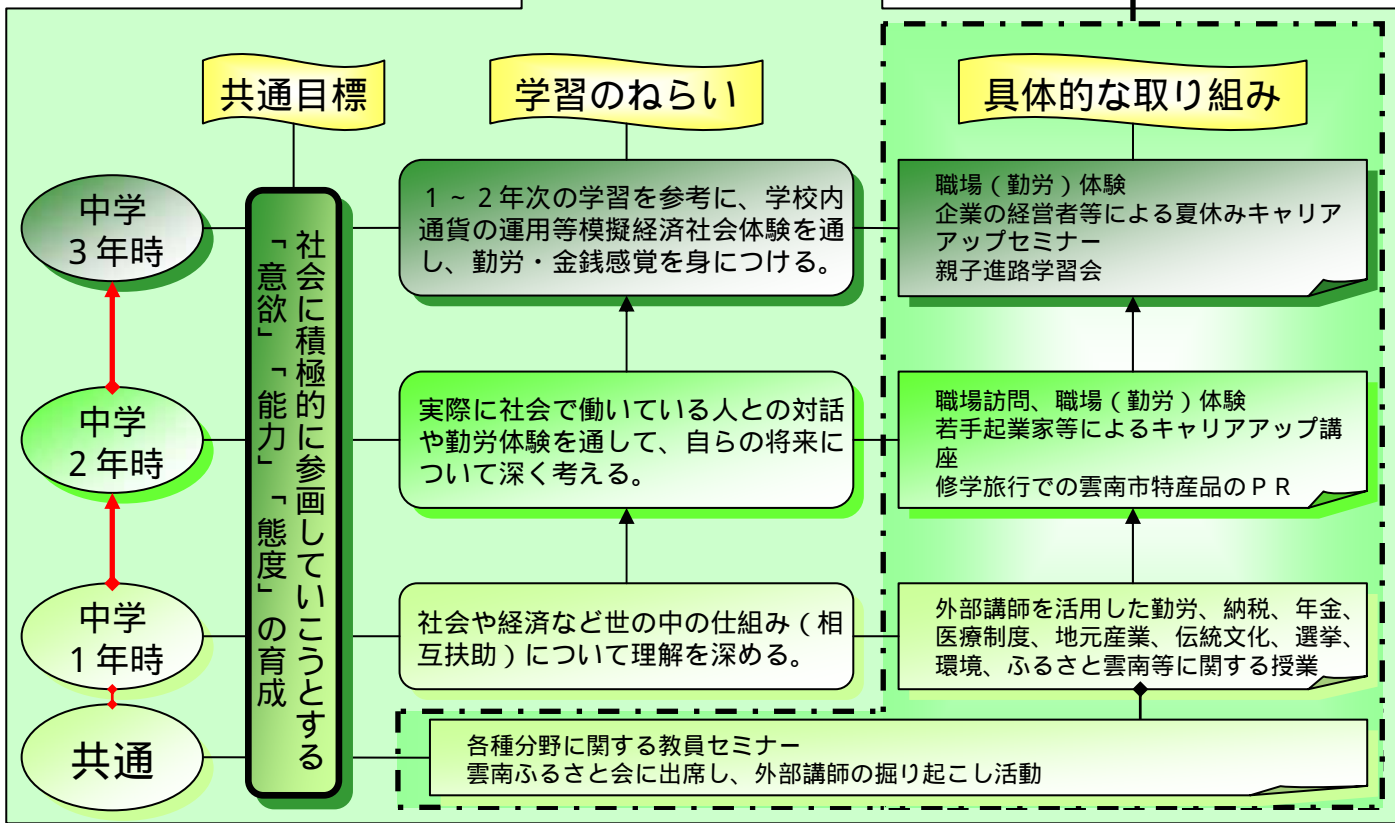 共通目標
学習のねらい
具体的な取り組み
中学
３年時
社会に積極的に参画していこうとする
「意欲」「能力」「態度」の育成
１～２年次の学習を参考に、学校内
通貨の運用等模擬経済社会体験を通
し、勤労・金銭感覚を身につける。
職場（勤労）体験
企業の経営者等による夏休みキャリア
アップセミナー
親子進路学習会
中学
２年時
実際に社会で働いている人との対話
や勤労体験を通して、自らの将来に
ついて深く考える。
職場訪問、職場（勤労）体験
若手起業家等によるキャリアアップ講
座
修学旅行での雲南市特産品のＰＲ
中学
１年時
社会や経済など世の中の仕組み（相
互扶助）について理解を深める。
外部講師を活用した勤労、納税、年金、
医療制度、地元産業、伝統文化、選挙、
環境、ふるさと雲南等に関する授業
共通
各種分野に関する教員セミナー
雲南ふるさと会に出席し、外部講師の掘り起こし活動